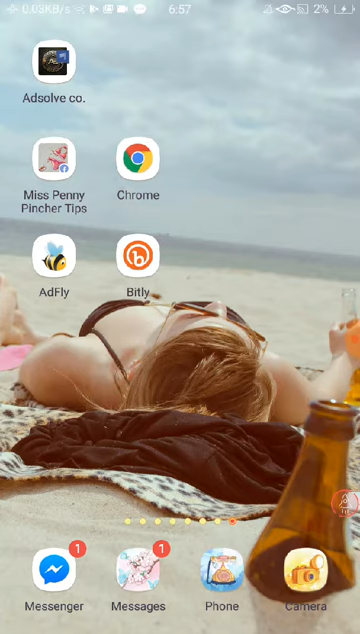 0.03KB/s 6:57 2%
Adsolve co.
Miss Penny Pincher Tips
Chrome
AdFly
Bitly
1
1
Messenger
Messages
Phone
Camera